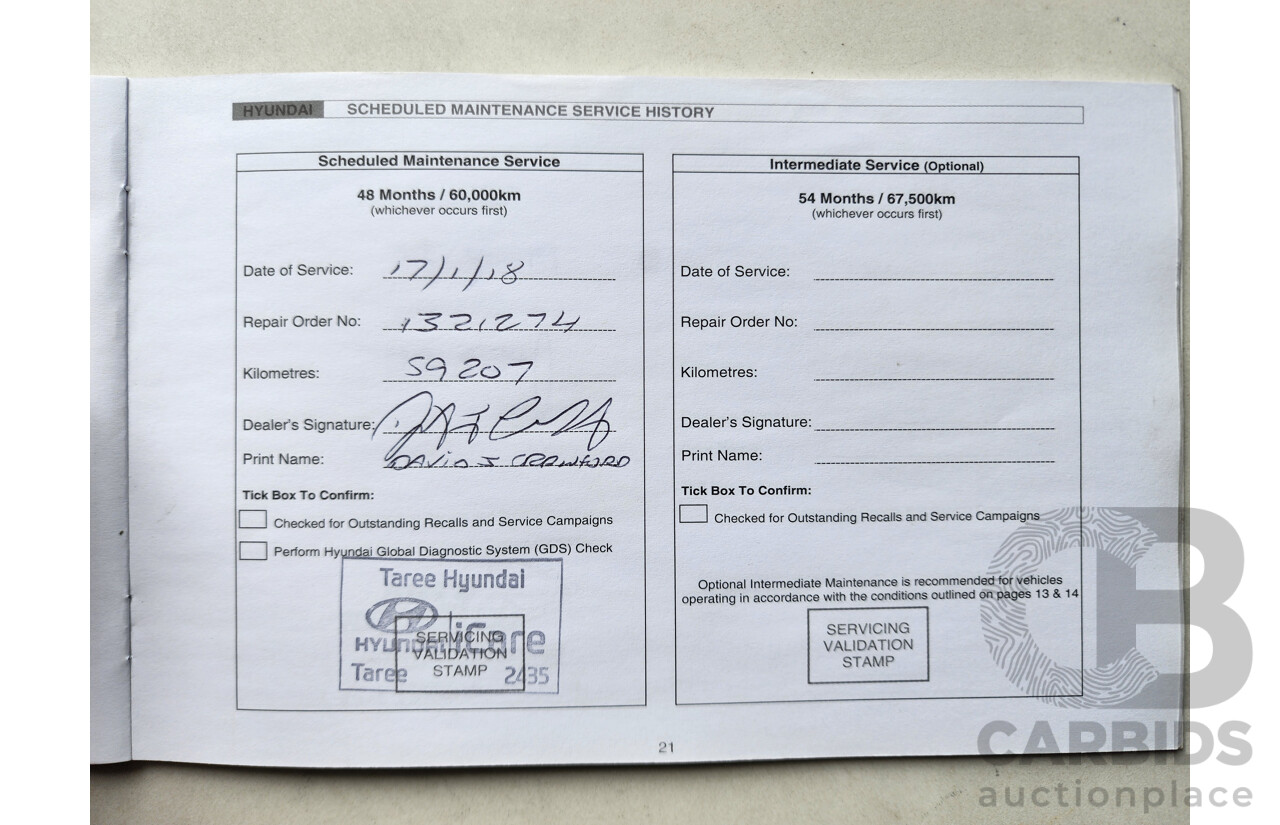 HYUNDAI SCHEDULED MAINTENANCE SERVICE HISTORY
Scheduled Maintenance Service
48 Months / 60,000km
(whichever occurs first)
Date of Service: 17/1/18
Repair Order No: 1321274
Kilometres: 59207
Dealer's Signature:
Print Name: DAVID J CRAWFORD
Tick Box To Confirm:
Checked for Outstanding Recalls and Service Campaigns
Perform Hyundai Global Diagnostic System (GDS) Check
Taree Hyundai
HYUNDAI iCare
Taree 2435
SERVICING
VALIDATION
STAMP
Intermediate Service (Optional)
54 Months / 67,500km
(whichever occurs first)
Date of Service:
Repair Order No:
Kilometres:
Dealer's Signature:
Print Name:
Tick Box To Confirm:
Checked for Outstanding Recalls and Service Campaigns
Optional Intermediate Maintenance is recommended for vehicles
operating in accordance with the conditions outlined on pages 13 & 14
SERVICING
VALIDATION
STAMP
21
CB
CARBIDS
auctionplace